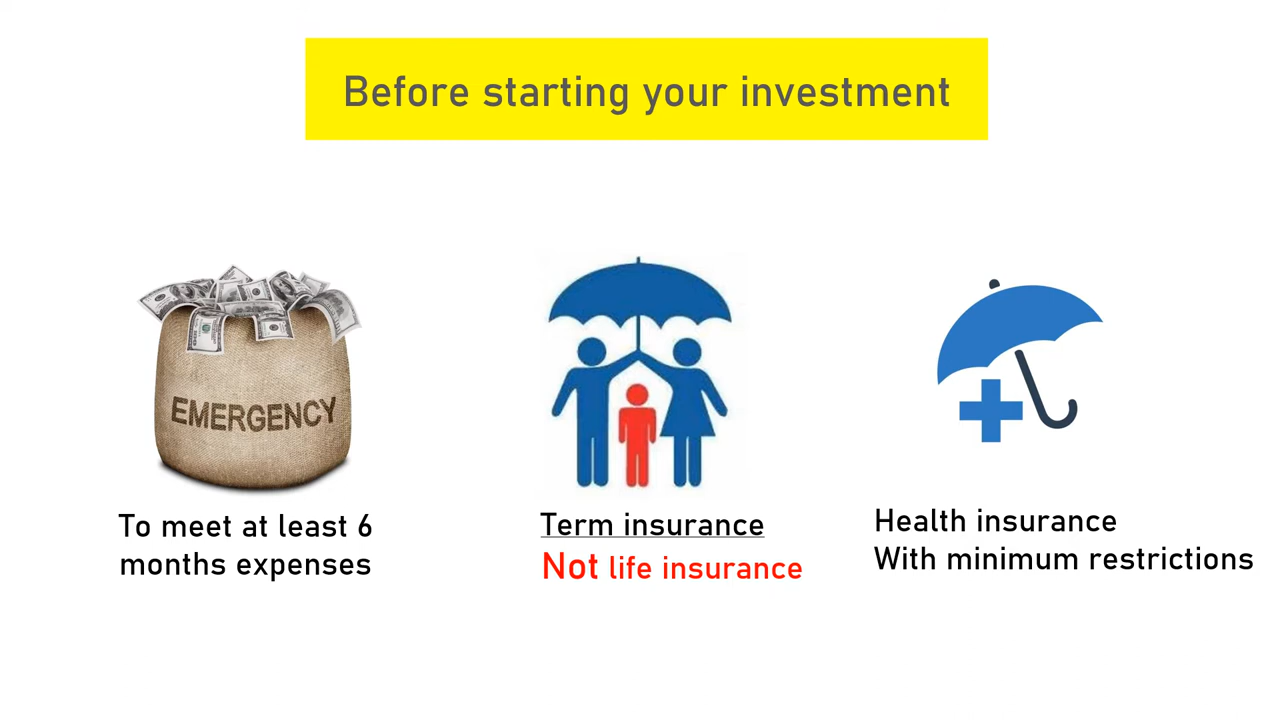 Before starting your investment
EMERGENCY
To meet at least 6
months expenses
Term insurance
Not life insurance
Health insurance
With minimum restrictions